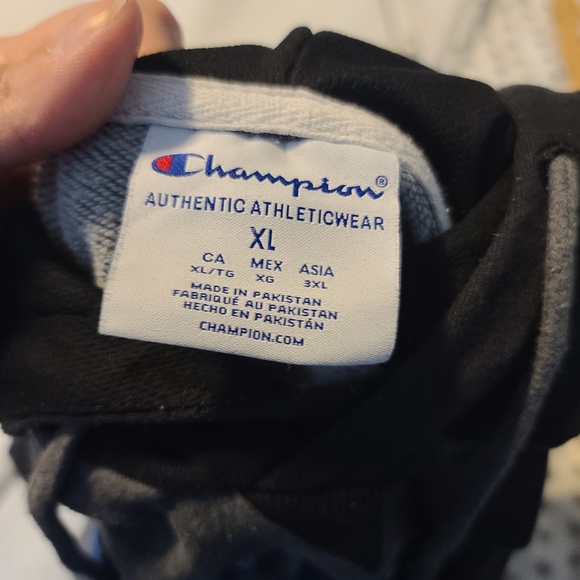 Champion®
AUTHENTIC ATHLETICWEAR
XL
CA MEX ASIA
XL/TG XG 3XL
MADE IN PAKISTAN
FABRIQUÉ AU PAKISTAN
HECHO EN PAKISTÁN
CHAMPION.COM